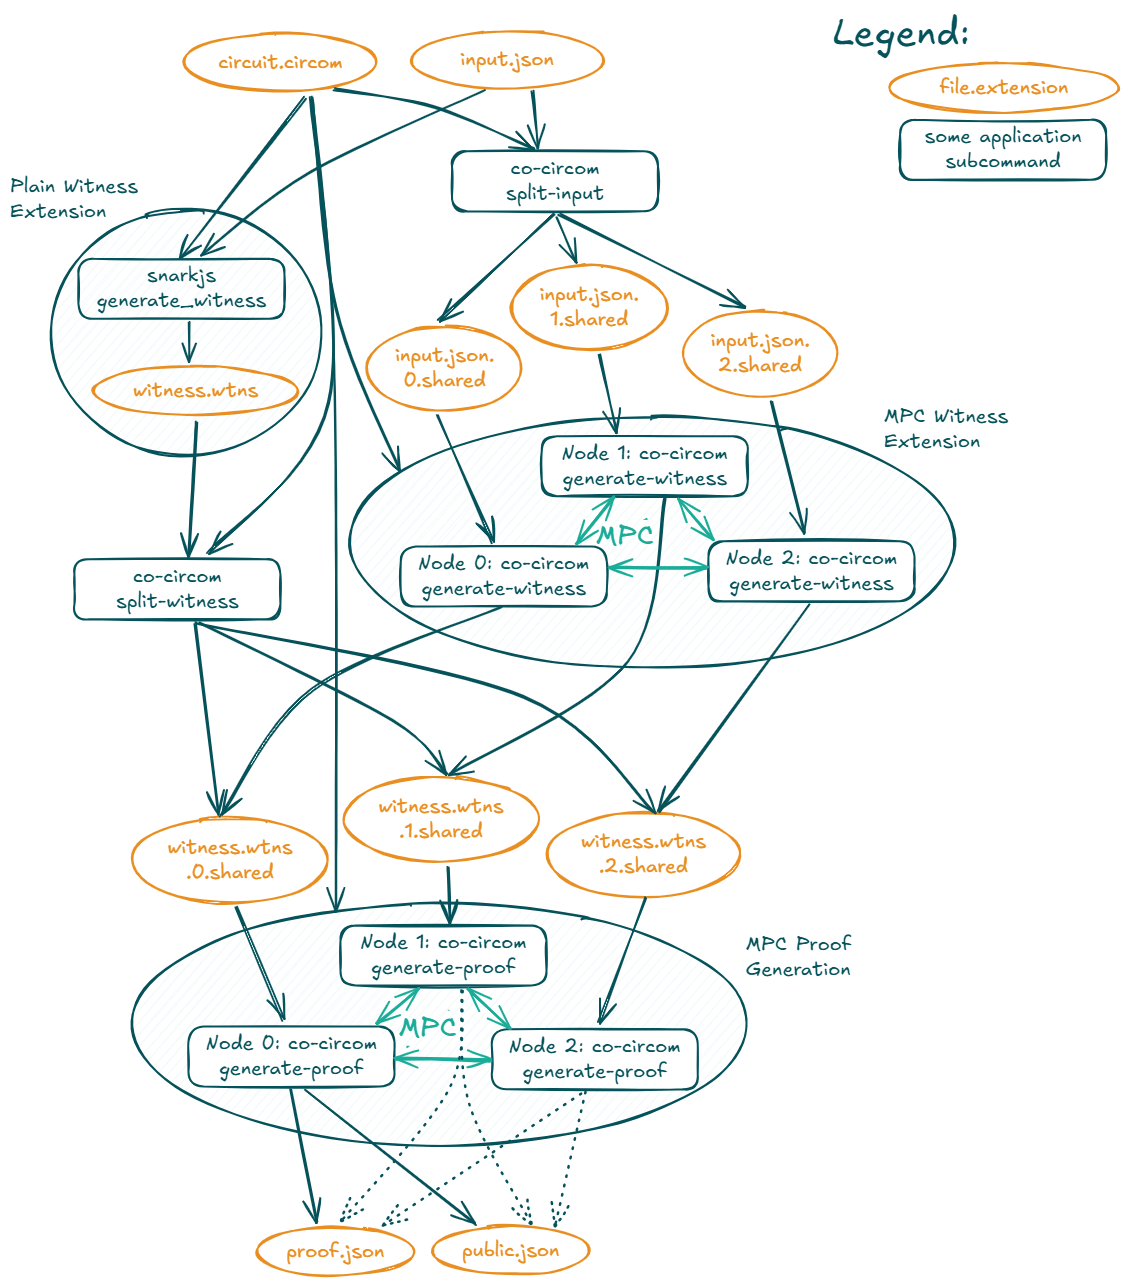 Legend:
circuit.circom
input.json
file.extension
some application
subcommand
co-circom
split-input
Plain Witness
Extension
snarkjs
generate_witness
input.json.
1.shared
input.json.
0.shared
input.json.
2.shared
witness.wtns
MPC Witness
Extension
Node 1: co-circom
generate-witness
MPC
Node 0: co-circom
generate-witness
Node 2: co-circom
generate-witness
co-circom
split-witness
witness.wtns
.0.shared
witness.wtns
.1.shared
witness.wtns
.2.shared
MPC Proof
Generation
Node 1: co-circom
generate-proof
MPC
Node 0: co-circom
generate-proof
Node 2: co-circom
generate-proof
proof.json
public.json